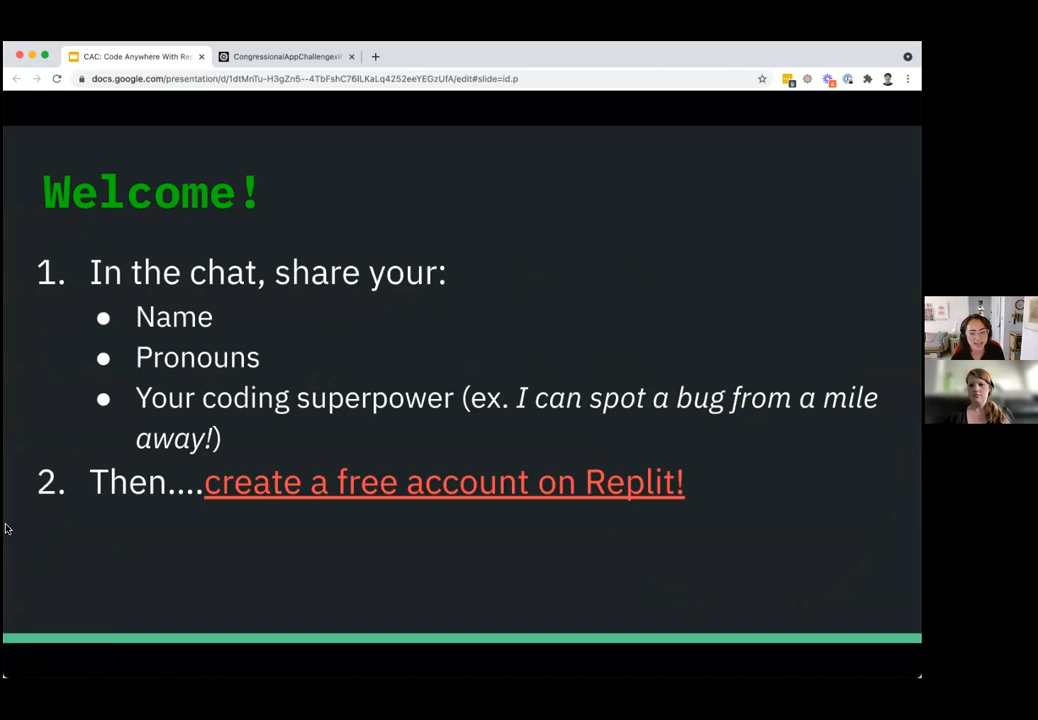 CAC: Code Anywhere With Re
CongressionalAppChallengex
docs.google.com/presentation/d/1dtMnTu-H3gZn5--4TbFshC76lLKaLq4252eeYEGzUfA/edit#slide=id.p
Welcome!
1. In the chat, share your:
● Name
● Pronouns
● Your coding superpower (ex. I can spot a bug from a mile
away!)
2. Then....create a free account on Replit!